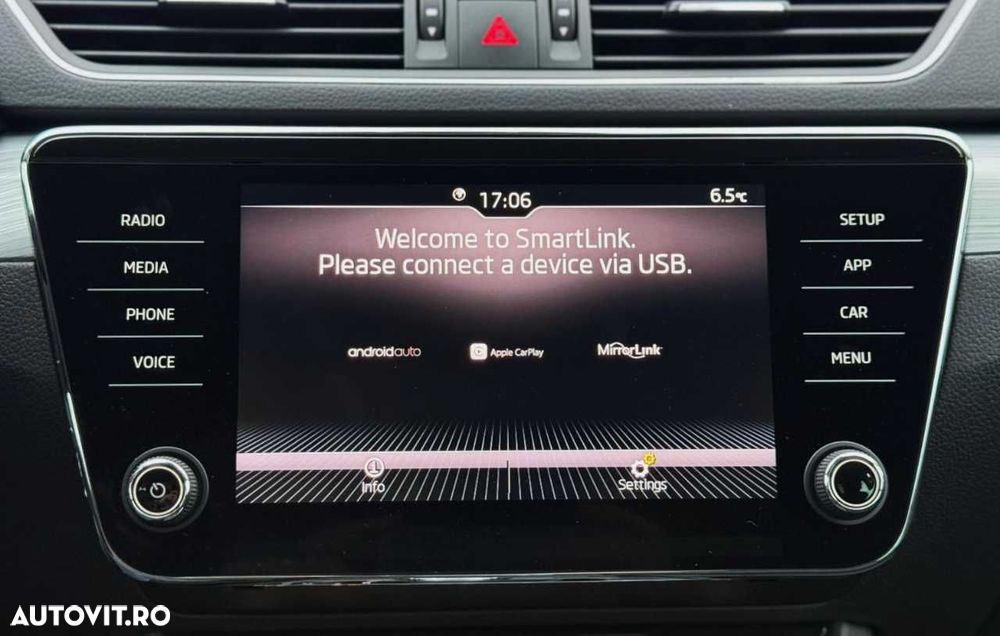 17:06
6.5°C
RADIO
MEDIA
PHONE
VOICE
Welcome to SmartLink.
Please connect a device via USB.
androidauto
Apple CarPlay
MirrorLink
Info
Settings
SETUP
APP
CAR
MENU
AUTOVIT.RO